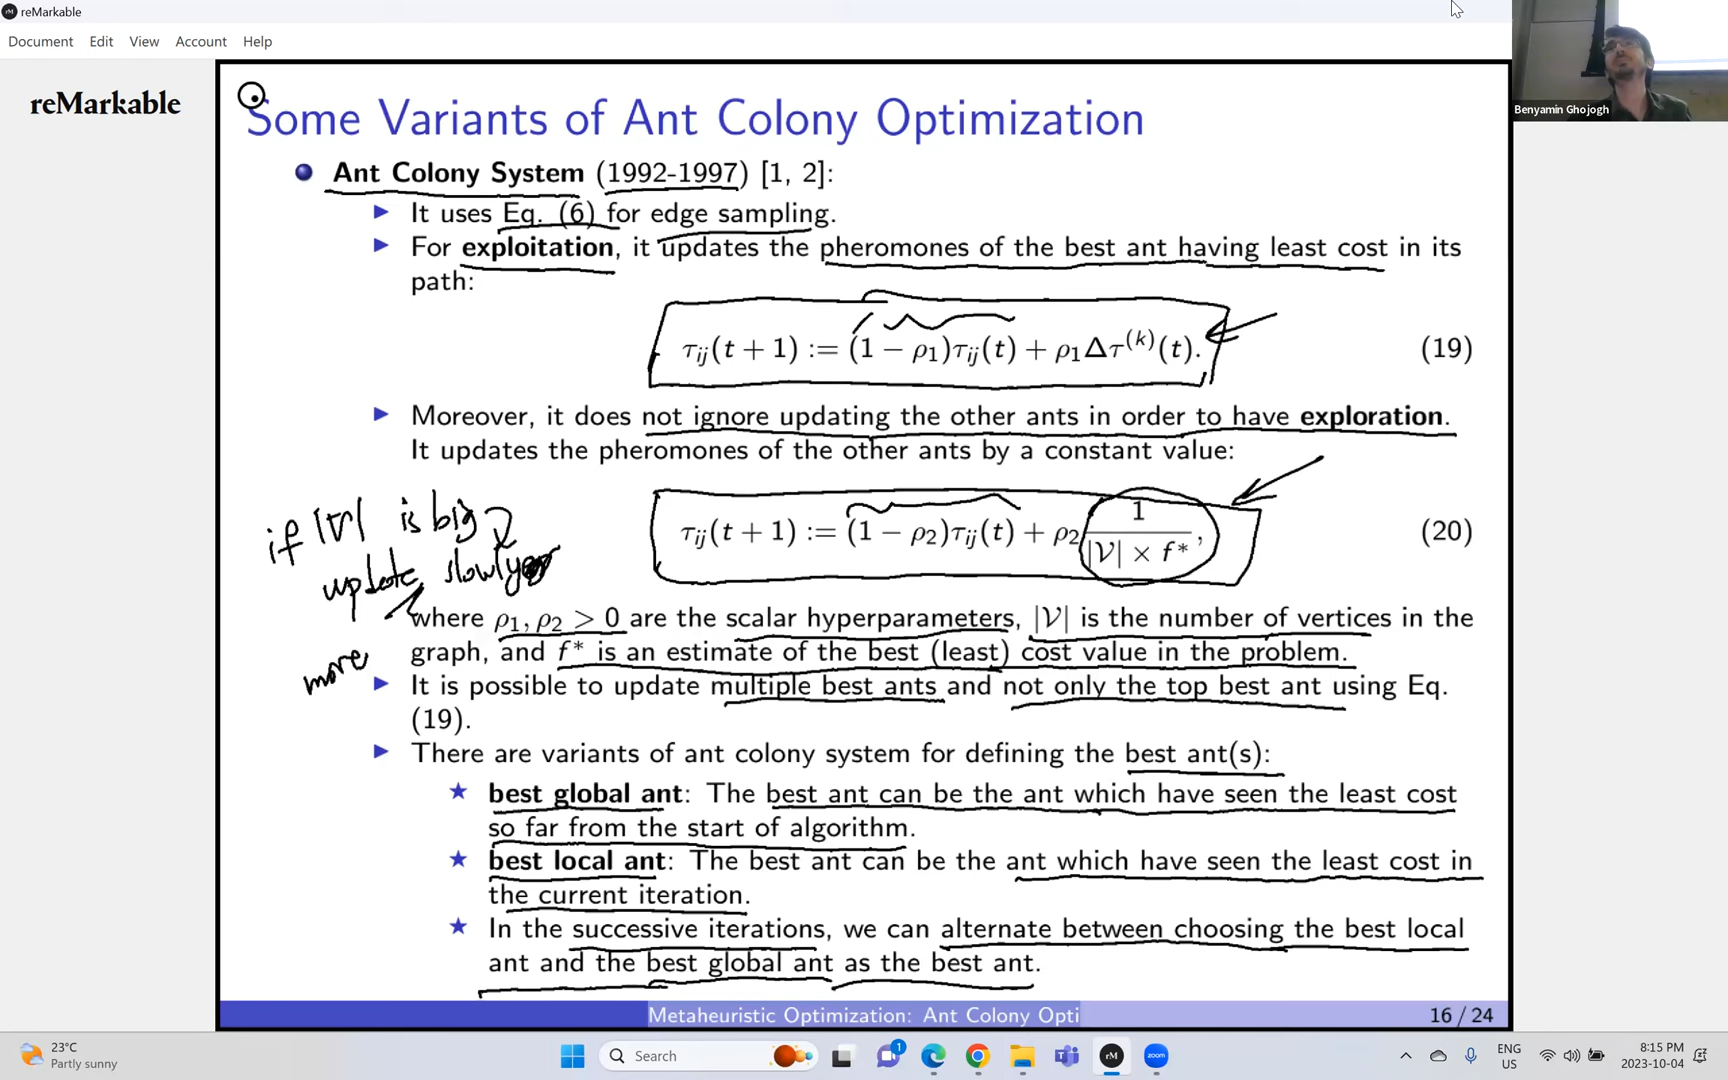 reMarkable
Document Edit View Account Help
reMarkable
Benyamin Ghojogh
Some Variants of Ant Colony Optimization
Ant Colony System (1992-1997) [1, 2]:
It uses Eq. (6) for edge sampling.
For exploitation, it updates the pheromones of the best ant having least cost in its
path:
τij(t + 1) := (1 − ρ1)τij(t) + ρ1Δτ^(k)(t). (19)
Moreover, it does not ignore updating the other ants in order to have exploration.
It updates the pheromones of the other ants by a constant value:
τij(t + 1) := (1 − ρ2)τij(t) + ρ2 1 / (|V| × f*), (20)
if |V| is big
update slowly
more
where ρ1, ρ2 > 0 are the scalar hyperparameters, |V| is the number of vertices in the
graph, and f* is an estimate of the best (least) cost value in the problem.
It is possible to update multiple best ants and not only the top best ant using Eq.
(19).
There are variants of ant colony system for defining the best ant(s):
best global ant: The best ant can be the ant which have seen the least cost
so far from the start of algorithm.
best local ant: The best ant can be the ant which have seen the least cost in
the current iteration.
In the successive iterations, we can alternate between choosing the best local
ant and the best global ant as the best ant.
Metaheuristic Optimization: Ant Colony Opti 16 / 24
23°C
Partly sunny
Search
1
rM
zoom
ENG
US
8:15 PM
2023-10-04